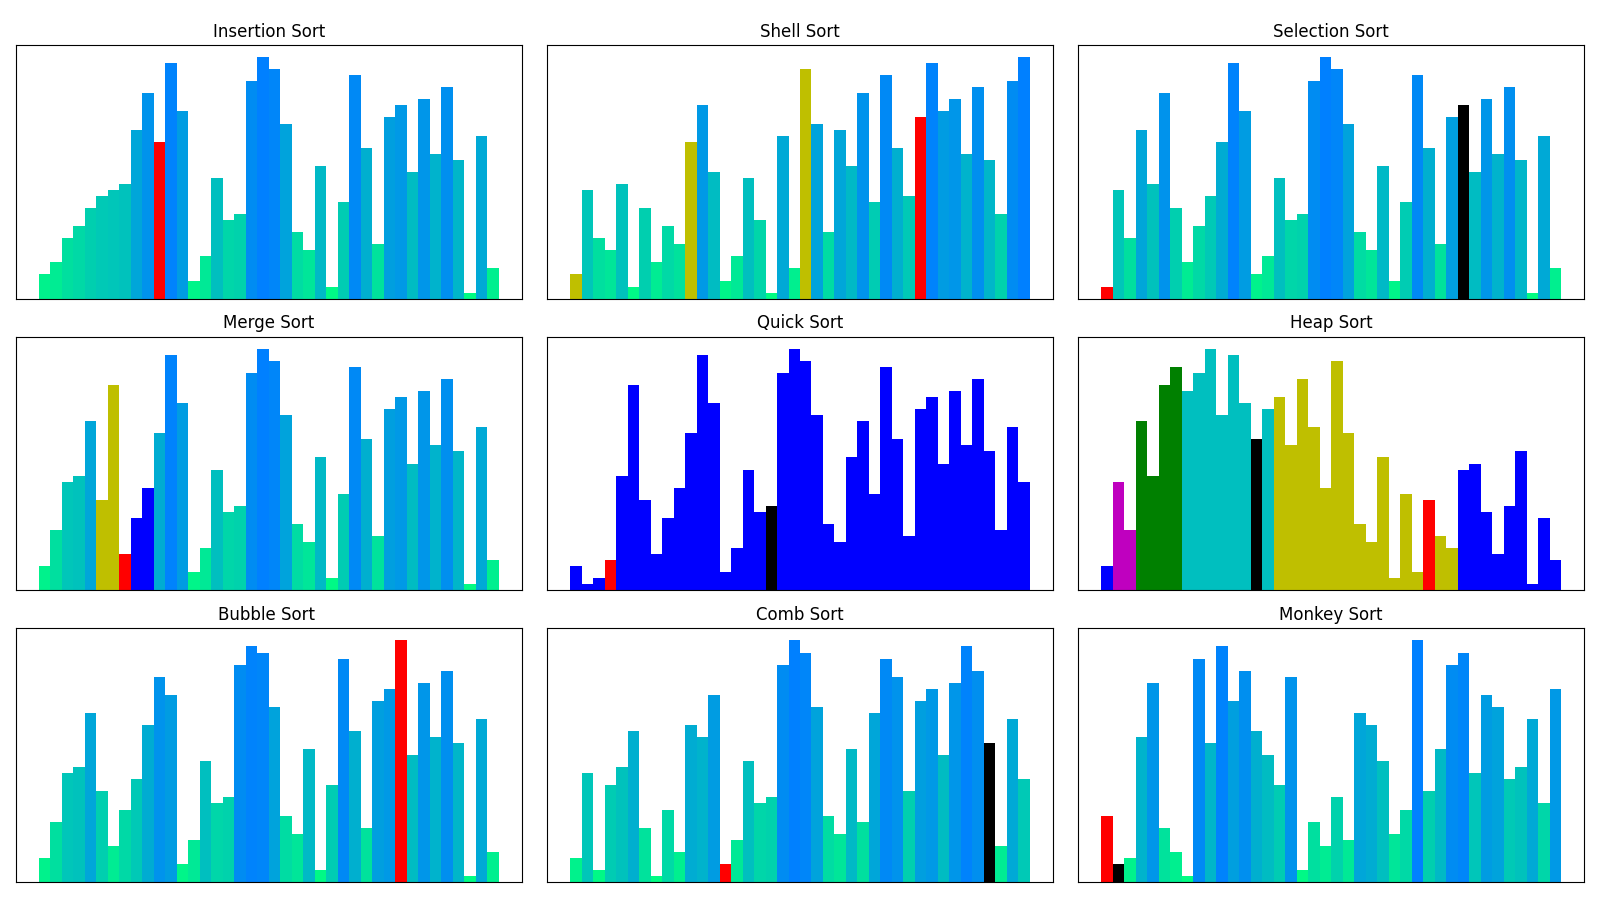 Insertion Sort
Shell Sort
Selection Sort
Merge Sort
Quick Sort
Heap Sort
Bubble Sort
Comb Sort
Monkey Sort